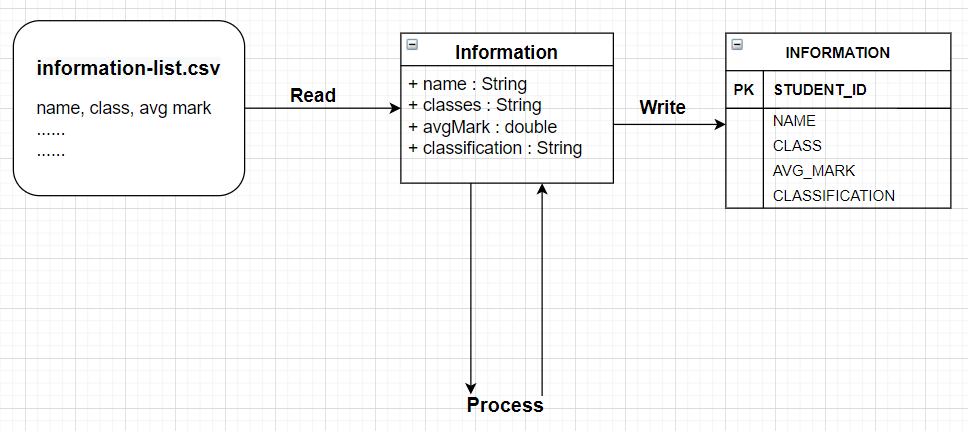 information-list.csv
name, class, avg mark
......
......
Read
Information
+ name : String
+ classes : String
+ avgMark : double
+ classification : String
Write
INFORMATION
PK STUDENT_ID
NAME
CLASS
AVG_MARK
CLASSIFICATION
Process